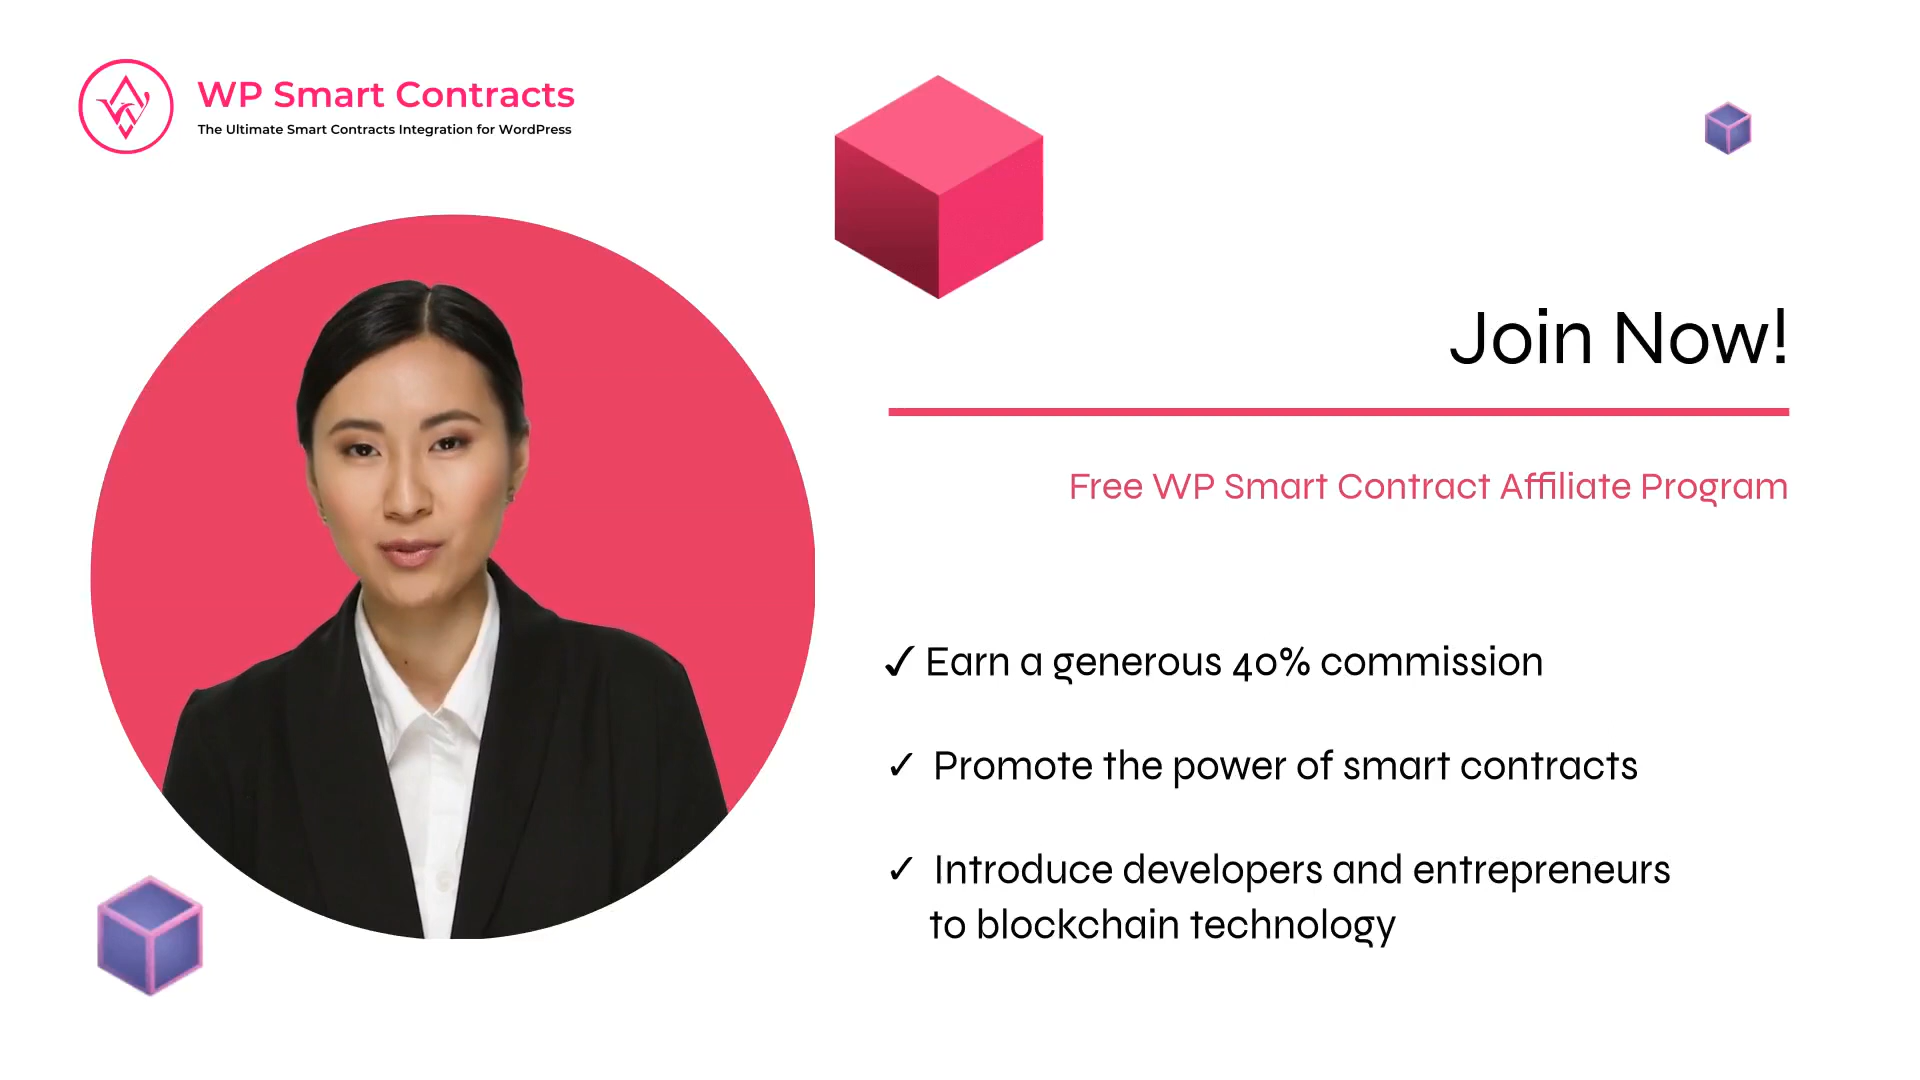 WP Smart Contracts
The Ultimate Smart Contracts Integration for WordPress
Join Now!
Free WP Smart Contract Affiliate Program
✓ Earn a generous 40% commission
✓ Promote the power of smart contracts
✓ Introduce developers and entrepreneurs
to blockchain technology